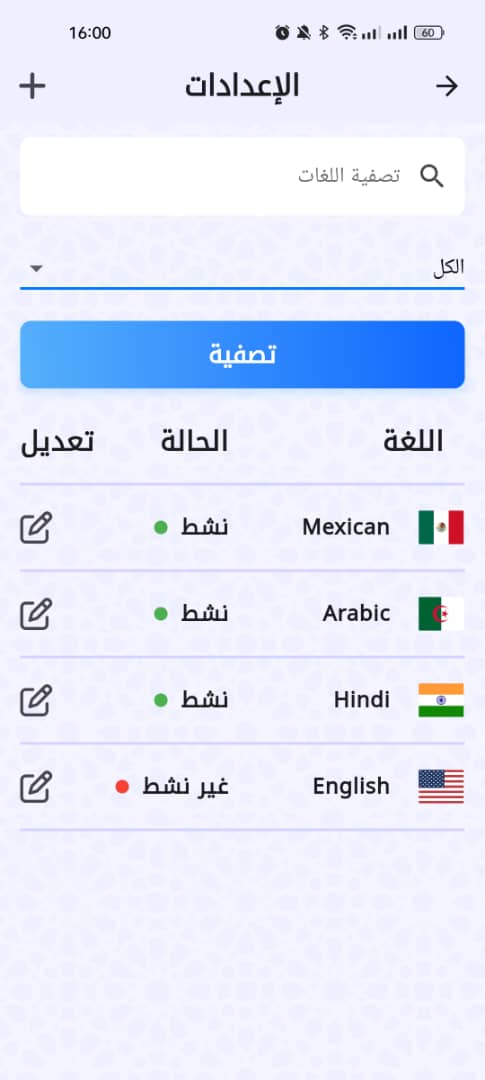 16:00 60
الإعدادات
تصفية اللغات
الكل
تصفية
اللغة الحالة تعديل
Mexican نشط
Arabic نشط
Hindi نشط
English غير نشط